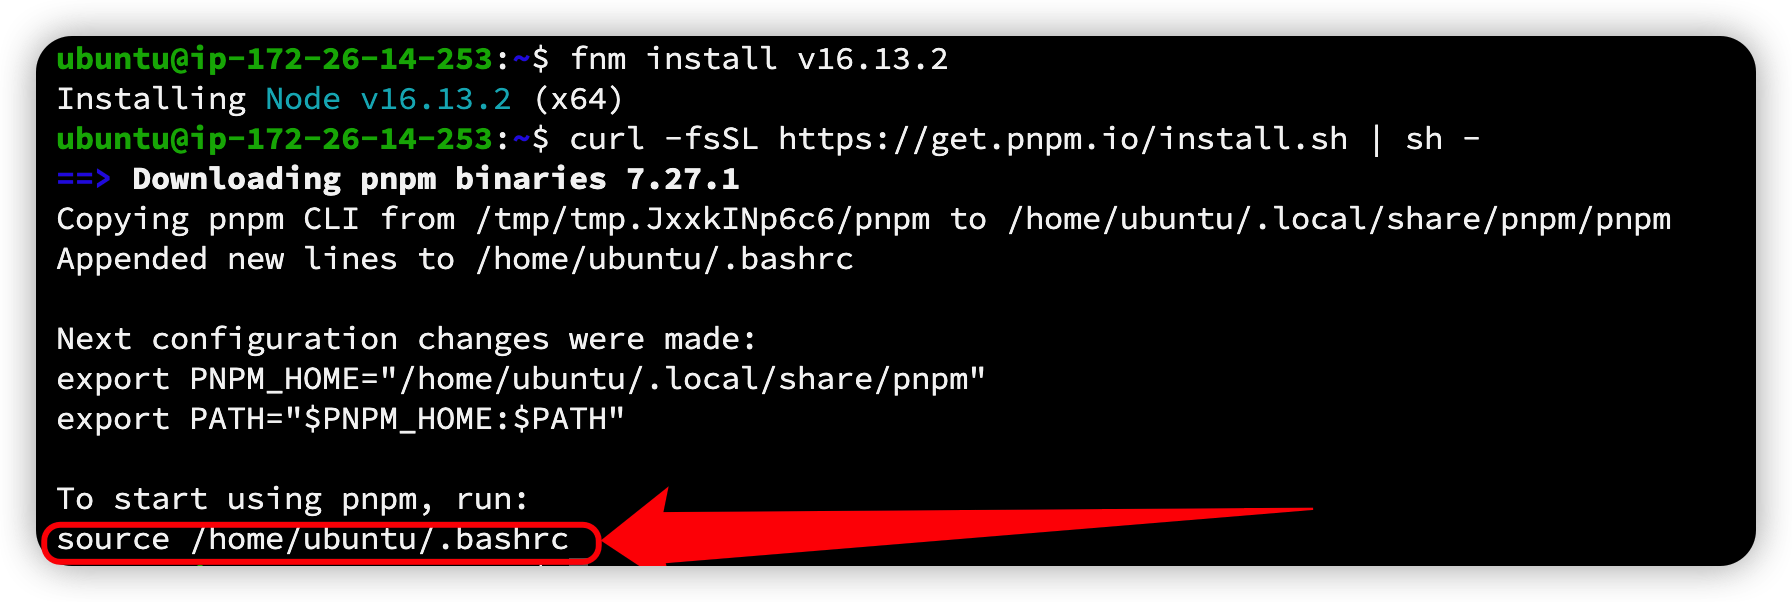 ubuntu@ip-172-26-14-253:~$ fnm install v16.13.2
Installing Node v16.13.2 (x64)
ubuntu@ip-172-26-14-253:~$ curl -fsSL https://get.pnpm.io/install.sh | sh -
==> Downloading pnpm binaries 7.27.1
Copying pnpm CLI from /tmp/tmp.JxxkINp6c6/pnpm to /home/ubuntu/.local/share/pnpm/pnpm
Appended new lines to /home/ubuntu/.bashrc
Next configuration changes were made:
export PNPM_HOME="/home/ubuntu/.local/share/pnpm"
export PATH="$PNPM_HOME:$PATH"
To start using pnpm, run:
source /home/ubuntu/.bashrc